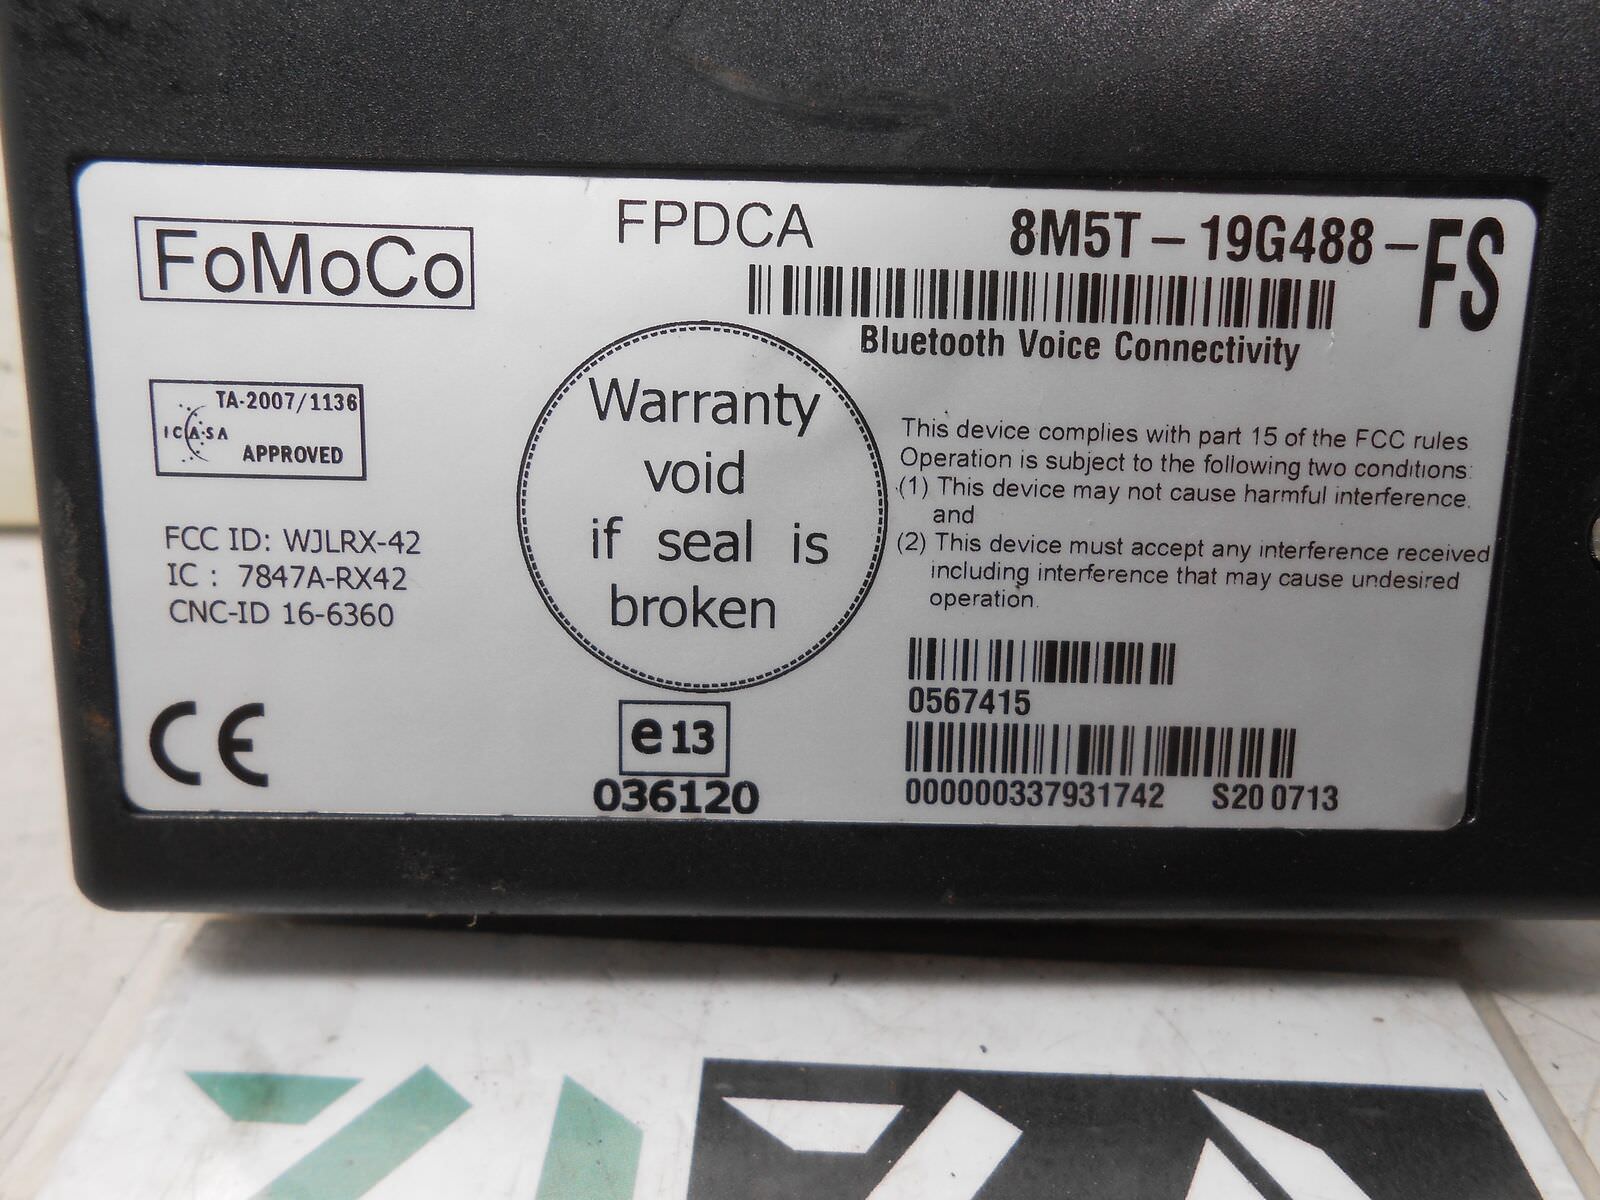 FoMoCo
FPDCA
8M5T – 19G488 – FS
Bluetooth Voice Connectivity
TA-2007/1136
ICASA
APPROVED
FCC ID: WJLRX-42
IC : 7847A-RX42
CNC-ID 16-6360
Warranty
void
if seal is
broken
This device complies with part 15 of the FCC rules
Operation is subject to the following two conditions:
(1) This device may not cause harmful interference,
and
(2) This device must accept any interference received
including interference that may cause undesired
operation.
0567415
000000337931742 S20 0713
CE
e13
036120